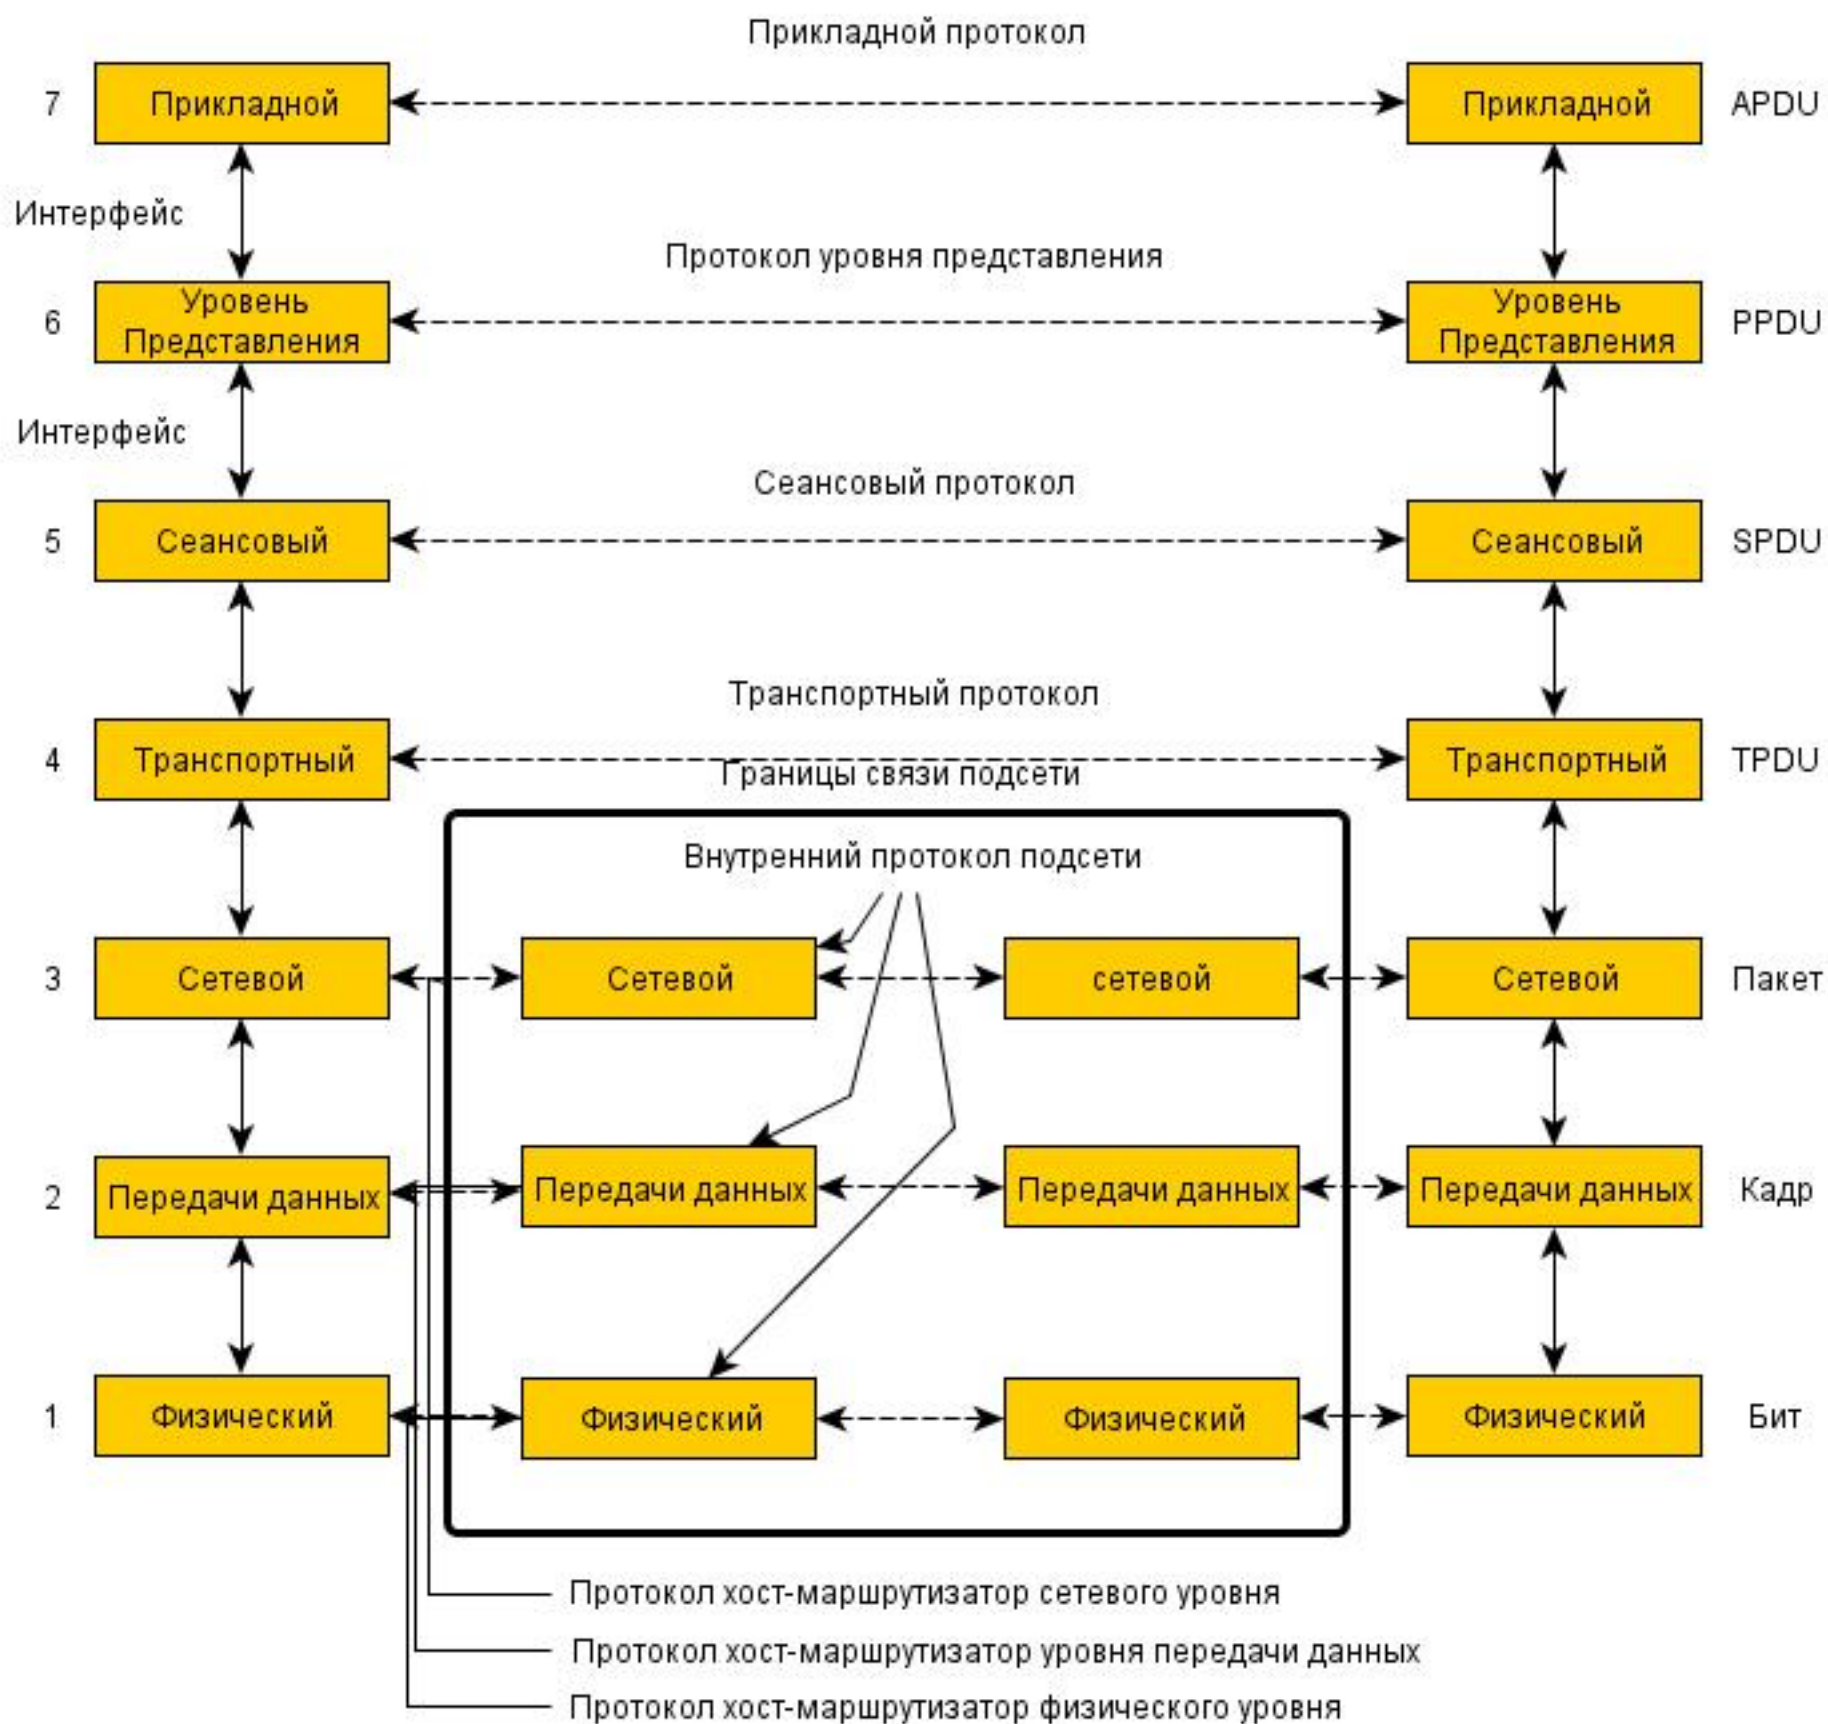 Прикладной протокол
7 Прикладной Прикладной APDU
Интерфейс
Протокол уровня представления
6 Уровень Представления Уровень Представления PPDU
Интерфейс
Сеансовый протокол
5 Сеансовый Сеансовый SPDU
Транспортный протокол
4 Транспортный Транспортный TPDU
Границы связи подсети
Внутренний протокол подсети
3 Сетевой Сетевой сетевой Сетевой Пакет
2 Передачи данных Передачи данных Передачи данных Передачи данных Кадр
1 Физический Физический Физический Физический Бит
Протокол хост-маршрутизатор сетевого уровня
Протокол хост-маршрутизатор уровня передачи данных
Протокол хост-маршрутизатор физического уровня